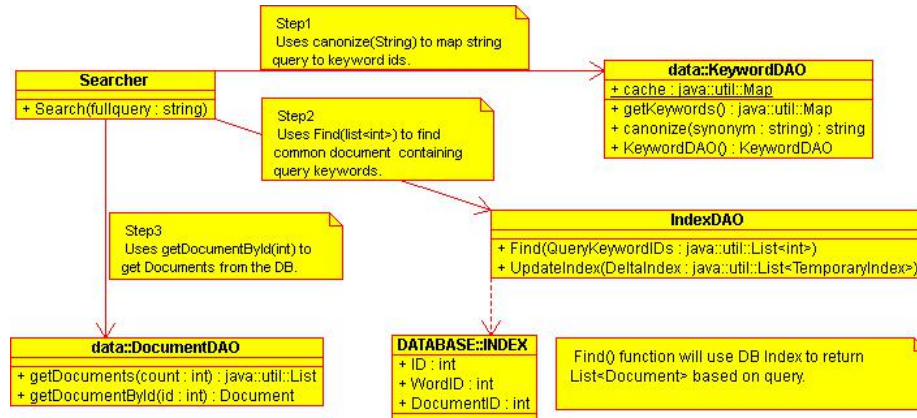 Step1
Uses canonize(String) to map string
query to keyword ids.
Searcher
+ Search(fullquery : string)
data::KeywordDAO
+ cache : java::util::Map
+ getKeywords() : java::util::Map
+ canonize(synonym : string) : string
+ KeywordDAO() : KeywordDAO
Step2
Uses Find(list<int>) to find
common document containing
query keywords.
Step3
Uses getDocumentById(int) to
get Documents from the DB.
IndexDAO
+ Find(QueryKeywordIDs : java::util::List<int>)
+ UpdateIndex(DeltaIndex : java::util::List<TemporaryIndex>)
data::DocumentDAO
+ getDocuments(count : int) : java::util::List
+ getDocumentById(id : int) : Document
DATABASE::INDEX
+ ID : int
+ WordID : int
+ DocumentID : int
Find() function will use DB Index to return
List<Document> based on query.